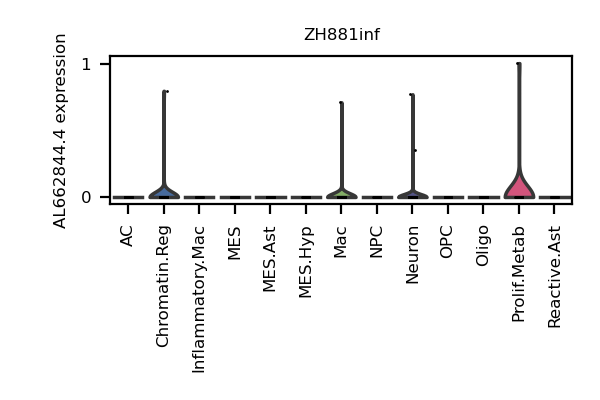 ZH881inf
AL662844.4 expression
1
0
AC
Chromatin.Reg
Inflammatory.Mac
MES
MES.Ast
MES.Hyp
Mac
NPC
Neuron
OPC
Oligo
Prolif.Metab
Reactive.Ast